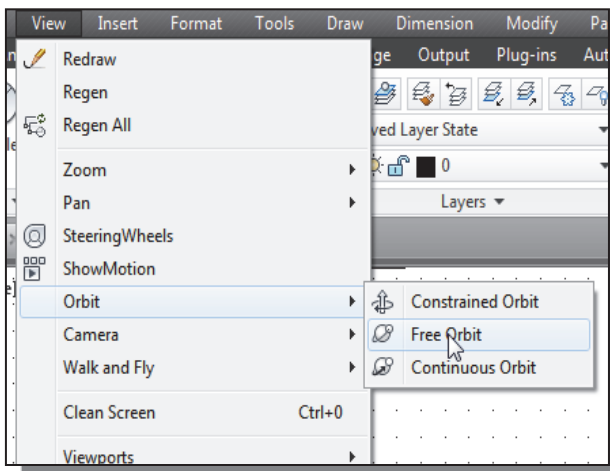 View Insert Format Tools Draw Dimension Modify Pa
ge Output Plug-ins Aut
Redraw
Regen
Regen All
ved Layer State
0
Zoom
Pan
Layers
SteeringWheels
ShowMotion
Orbit
Constrained Orbit
Camera
Free Orbit
Walk and Fly
Continuous Orbit
Clean Screen Ctrl+0
Viewports